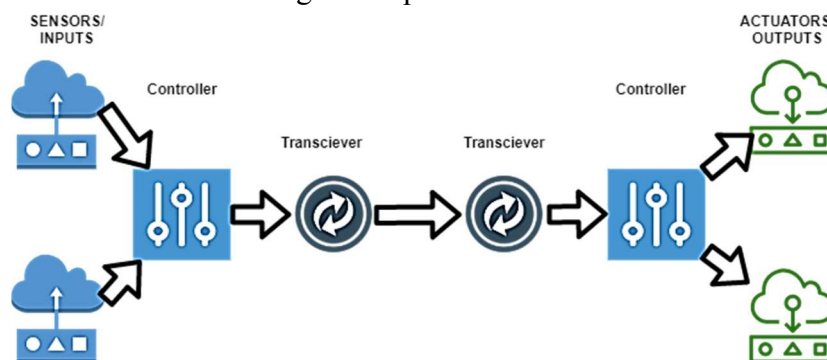 SENSORS/
INPUTS
ACTUATORS
OUTPUTS
Controller
Controller
Transciever
Transciever